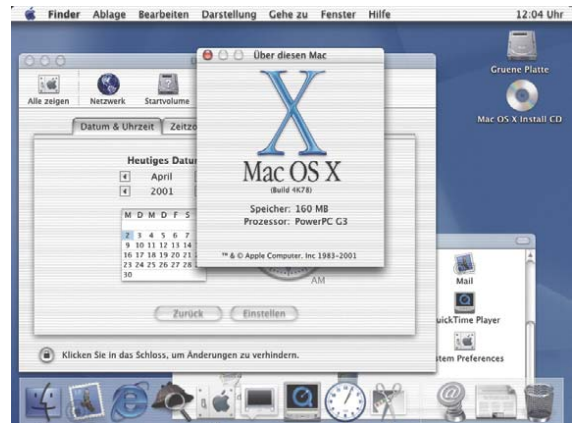 Finder Ablage Bearbeiten Darstellung Gehe zu Fenster Hilfe 12:04 Uhr
Über diesen Mac
Gruene Platte
Alle zeigen Netzwerk Startvolume
Mac OS X Install CD
Datum & Uhrzeit Zeitzo
Heutiges Datu
April
2001
M D M D F S
2 3 4 5 6 7
9 10 11 12 13 14
16 17 18 19 20 21
23 24 25 26 27 28
30
X
Mac OS X
(Build 4K78)
Speicher: 160 MB
Prozessor: PowerPC G3
™ & © Apple Computer, Inc 1983-2001
AM
Zurück Einstellen
Klicken Sie in das Schloss, um Änderungen zu verhindern.
Mail
uickTime Player
stem Preferences